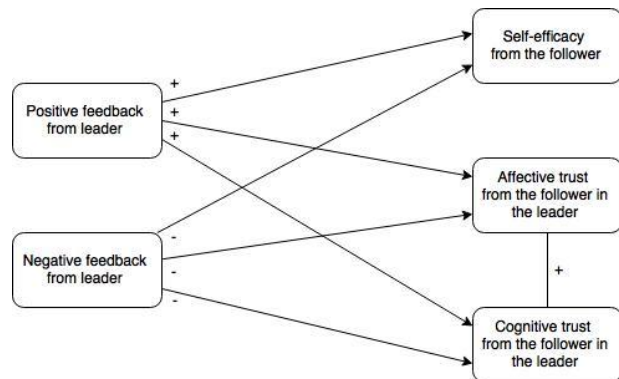 Self-efficacy
from the follower
+
Positive feedback
from leader
+
+
Affective trust
from the follower in
the leader
-
Negative feedback
from leader
-
-
+
Cognitive trust
from the follower
in the leader